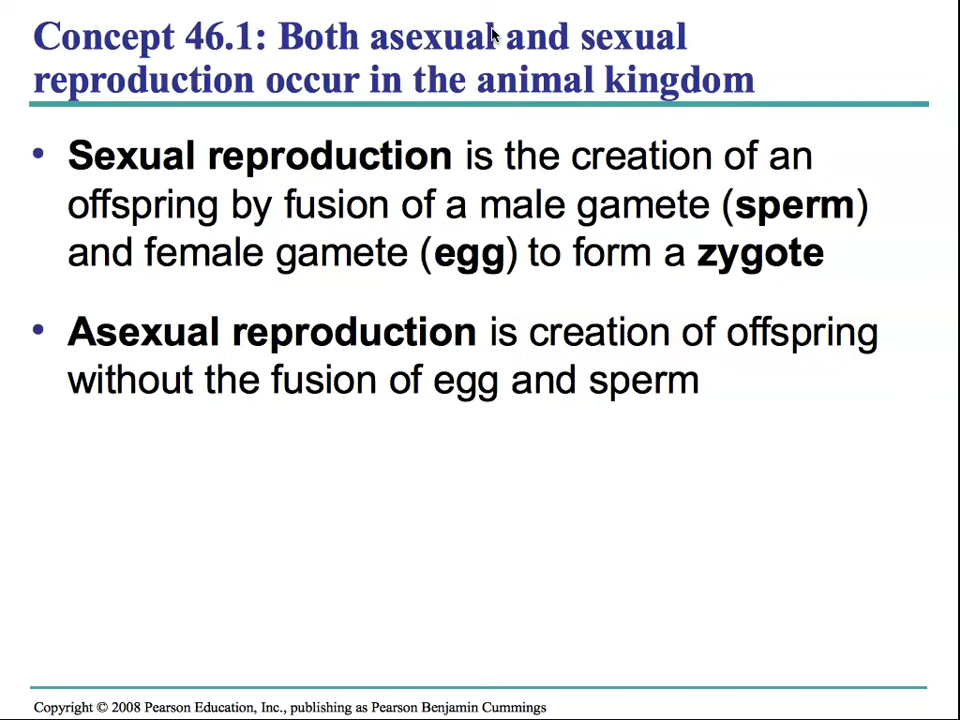 Concept 46.1: Both asexual and sexual
reproduction occur in the animal kingdom
• Sexual reproduction is the creation of an
offspring by fusion of a male gamete (sperm)
and female gamete (egg) to form a zygote
• Asexual reproduction is creation of offspring
without the fusion of egg and sperm
Copyright © 2008 Pearson Education, Inc., publishing as Pearson Benjamin Cummings